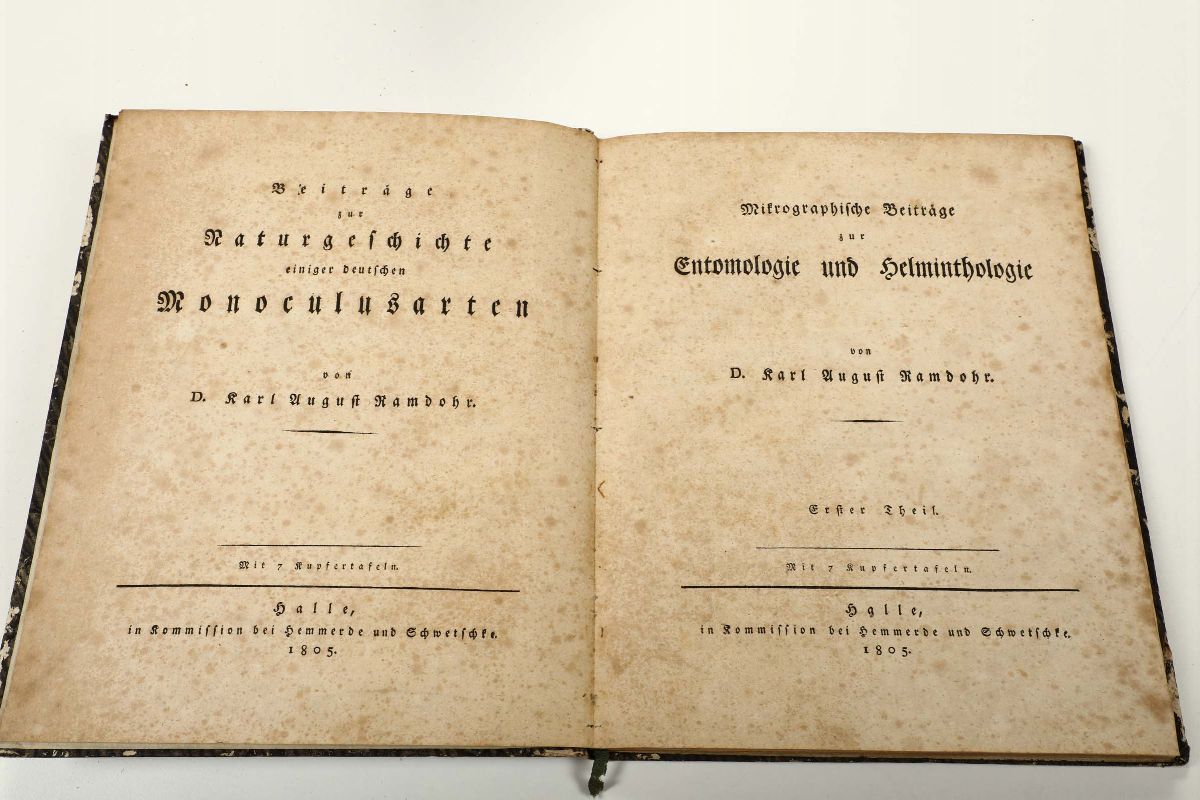 Beiträge
zur
Naturgeschichte
einiger deutschen
Monoculusarten
von
D. Karl August Ramdohr.
Mit 7 Kupfertafeln.
Halle,
in Kommission bei Hemmerde und Schwetschke.
1805.
Mikrographische Beiträge
zur
Entomologie und Helminthologie
von
D. Karl August Ramdohr.
Erster Theil.
Mit 7 Kupfertafeln.
Halle,
in Kommission bei Hemmerde und Schwetschke.
1805.